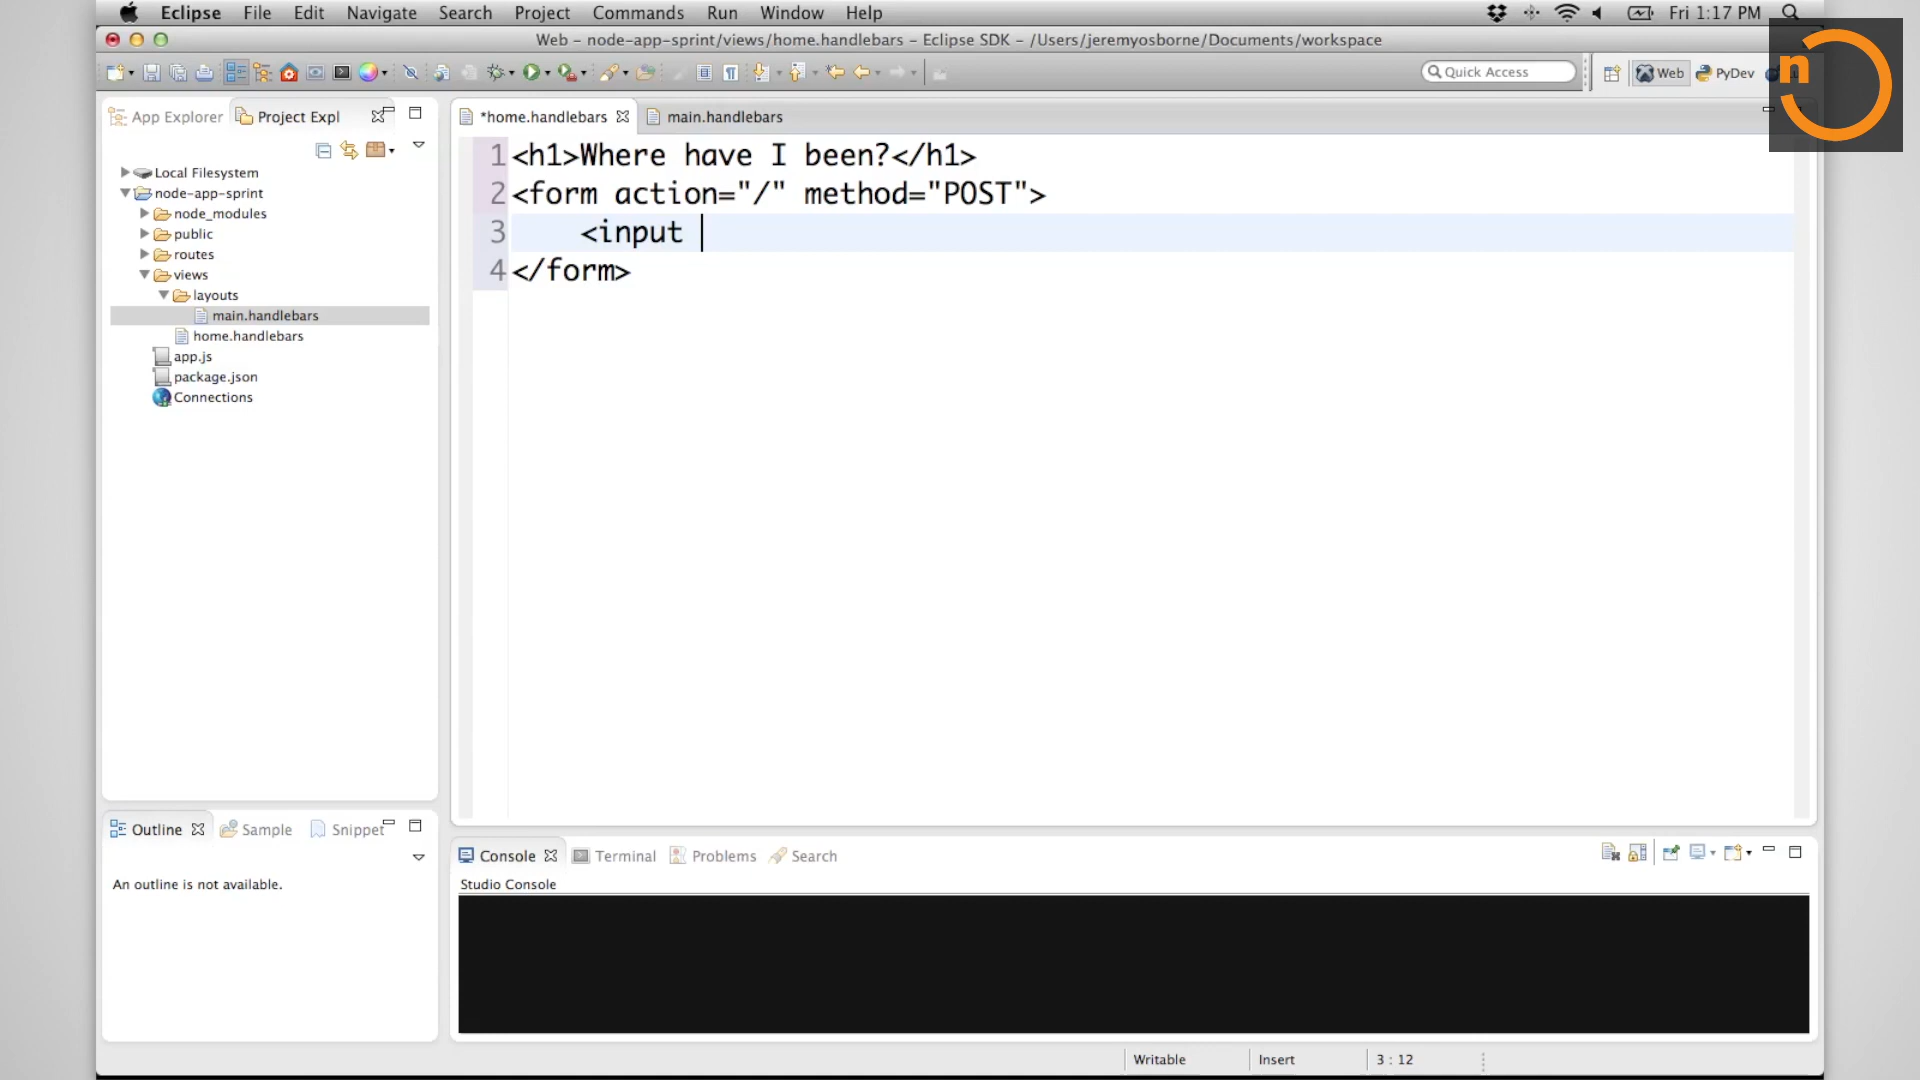 Eclipse File Edit Navigate Search Project Commands Run Window Help Fri 1:17 PM
Web – node-app-sprint/views/home.handlebars – Eclipse SDK – /Users/jeremyosborne/Documents/workspace
Quick Access Web PyDev
n
App Explorer Project Expl
*home.handlebars main.handlebars
Local Filesystem
node-app-sprint
node_modules
public
routes
views
layouts
main.handlebars
home.handlebars
app.js
package.json
Connections
1 <h1>Where have I been?</h1>
2 <form action="/" method="POST">
3 <input
4 </form>
Outline Sample Snippet
An outline is not available.
Console Terminal Problems Search
Studio Console
Writable Insert 3 : 12